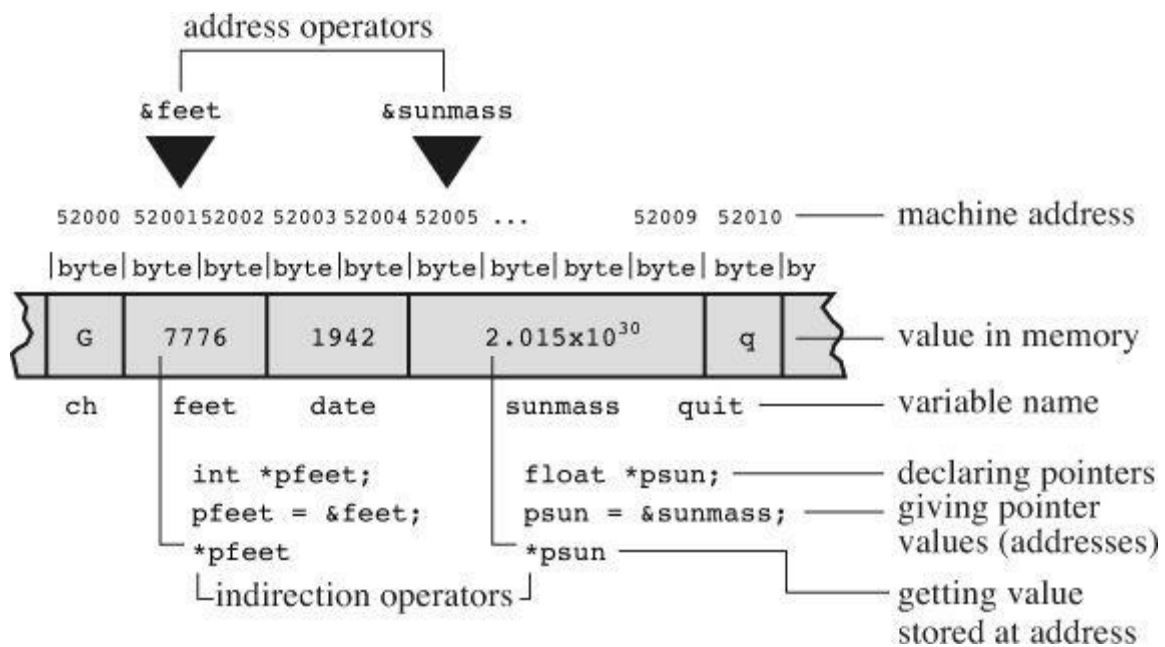 address operators
&feet &sunmass
52000 52001 52002 52003 52004 52005 ... 52009 52010 machine address
|byte|byte|byte|byte|byte|byte|byte|byte|byte|byte|by
G 7776 1942 2.015x10³⁰ q value in memory
ch feet date sunmass quit variable name
int *pfeet; float *psun; declaring pointers
pfeet = &feet; psun = &sunmass; giving pointer
values (addresses)
*pfeet *psun
indirection operators getting value
stored at address